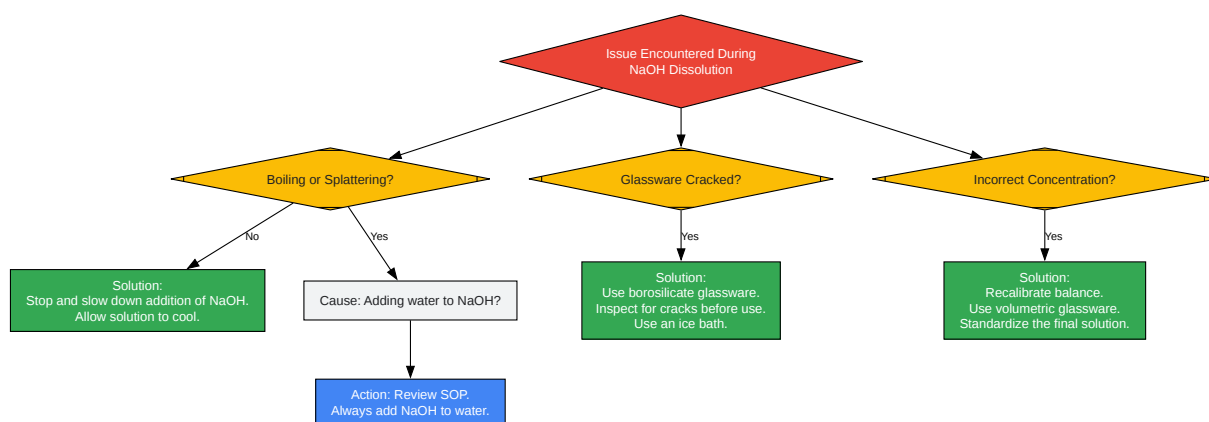 Issue Encountered During
NaOH Dissolution
Boiling or Splattering?
Glassware Cracked?
Incorrect Concentration?
No
Yes
Yes
Yes
Solution:
Stop and slow down addition of NaOH.
Allow solution to cool.
Cause: Adding water to NaOH?
Solution:
Use borosilicate glassware.
Inspect for cracks before use.
Use an ice bath.
Solution:
Recalibrate balance.
Use volumetric glassware.
Standardize the final solution.
Action: Review SOP.
Always add NaOH to water.